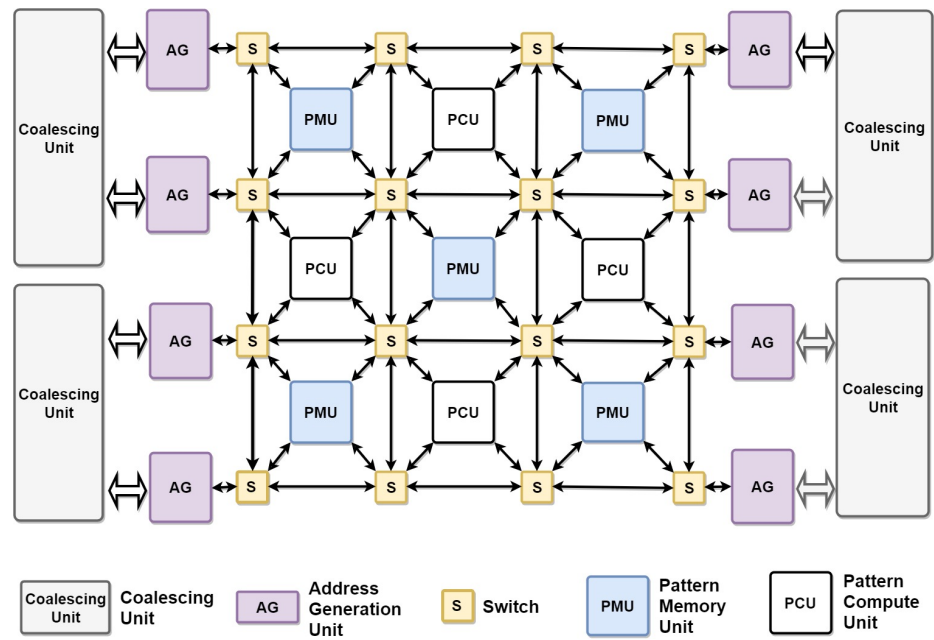 AG S S S S AG
Coalescing
Unit
PMU PCU PMU
Coalescing
Unit
AG S S S S AG
PCU PMU PCU
AG S S S S AG
Coalescing
Unit
PMU PCU PMU
Coalescing
Unit
AG S S S S AG
Coalescing
Unit
Coalescing
Unit
AG
Address
Generation
Unit
S
Switch
PMU
Pattern
Memory
Unit
PCU
Pattern
Compute
Unit